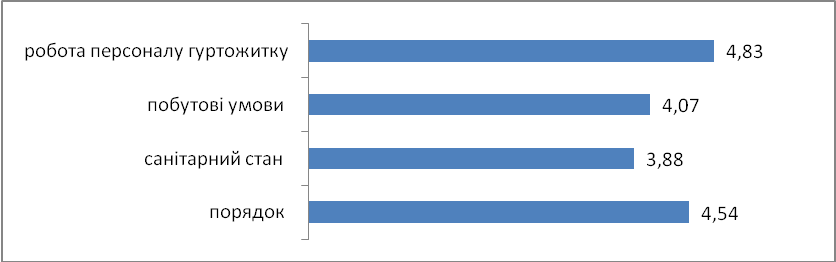 робота персоналу гуртожитку 4,83
побутові умови 4,07
санітарний стан 3,88
порядок 4,54